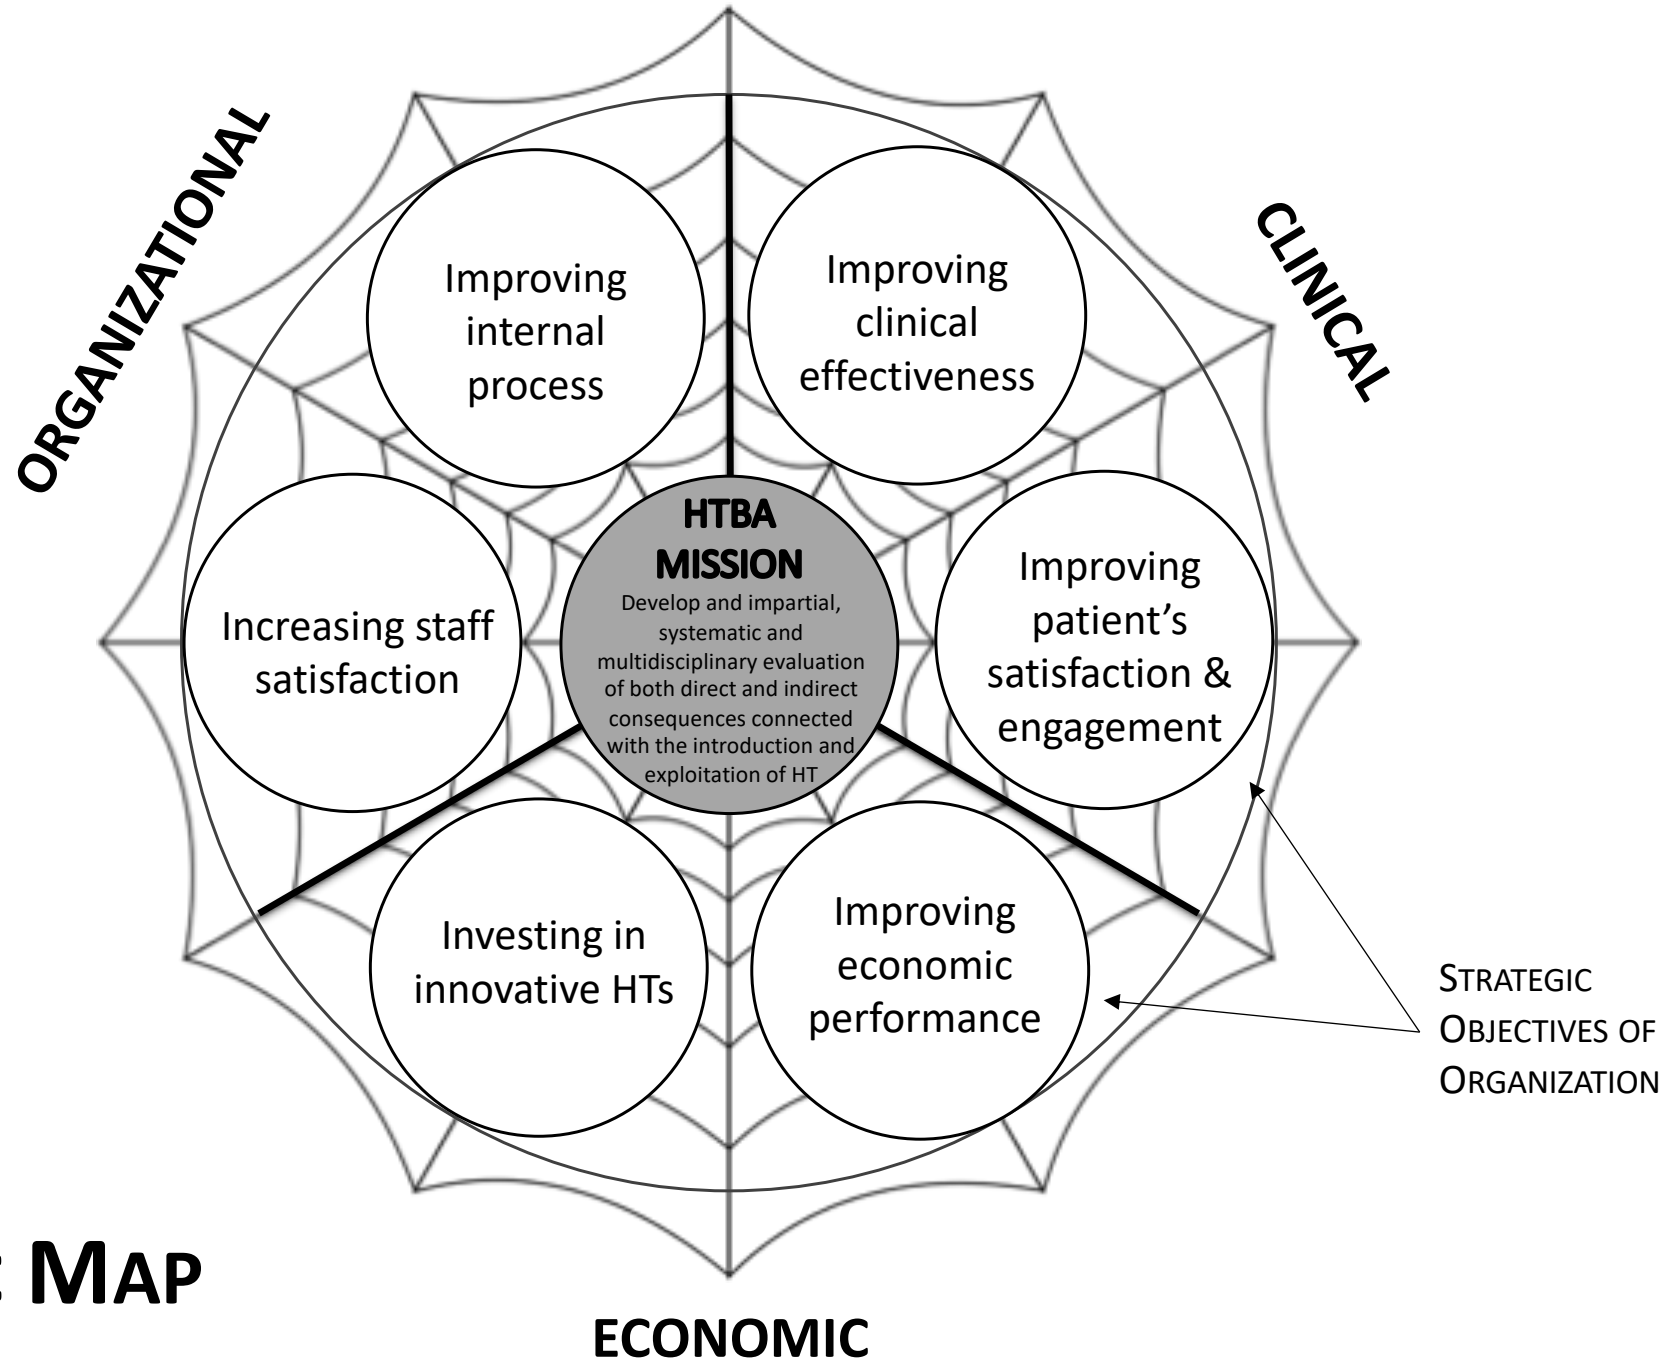 ORGANIZATIONAL
CLINICAL
Improving
internal
process
Improving
clinical
effectiveness
Increasing staff
satisfaction
HTBA
MISSION
Develop and impartial,
systematic and
multidisciplinary evaluation
of both direct and indirect
consequences connected
with the introduction and
exploitation of HT
Improving
patient’s
satisfaction &
engagement
Investing in
innovative HTs
Improving
economic
performance
STRATEGIC
OBJECTIVES OF
ORGANIZATION
MAP
ECONOMIC